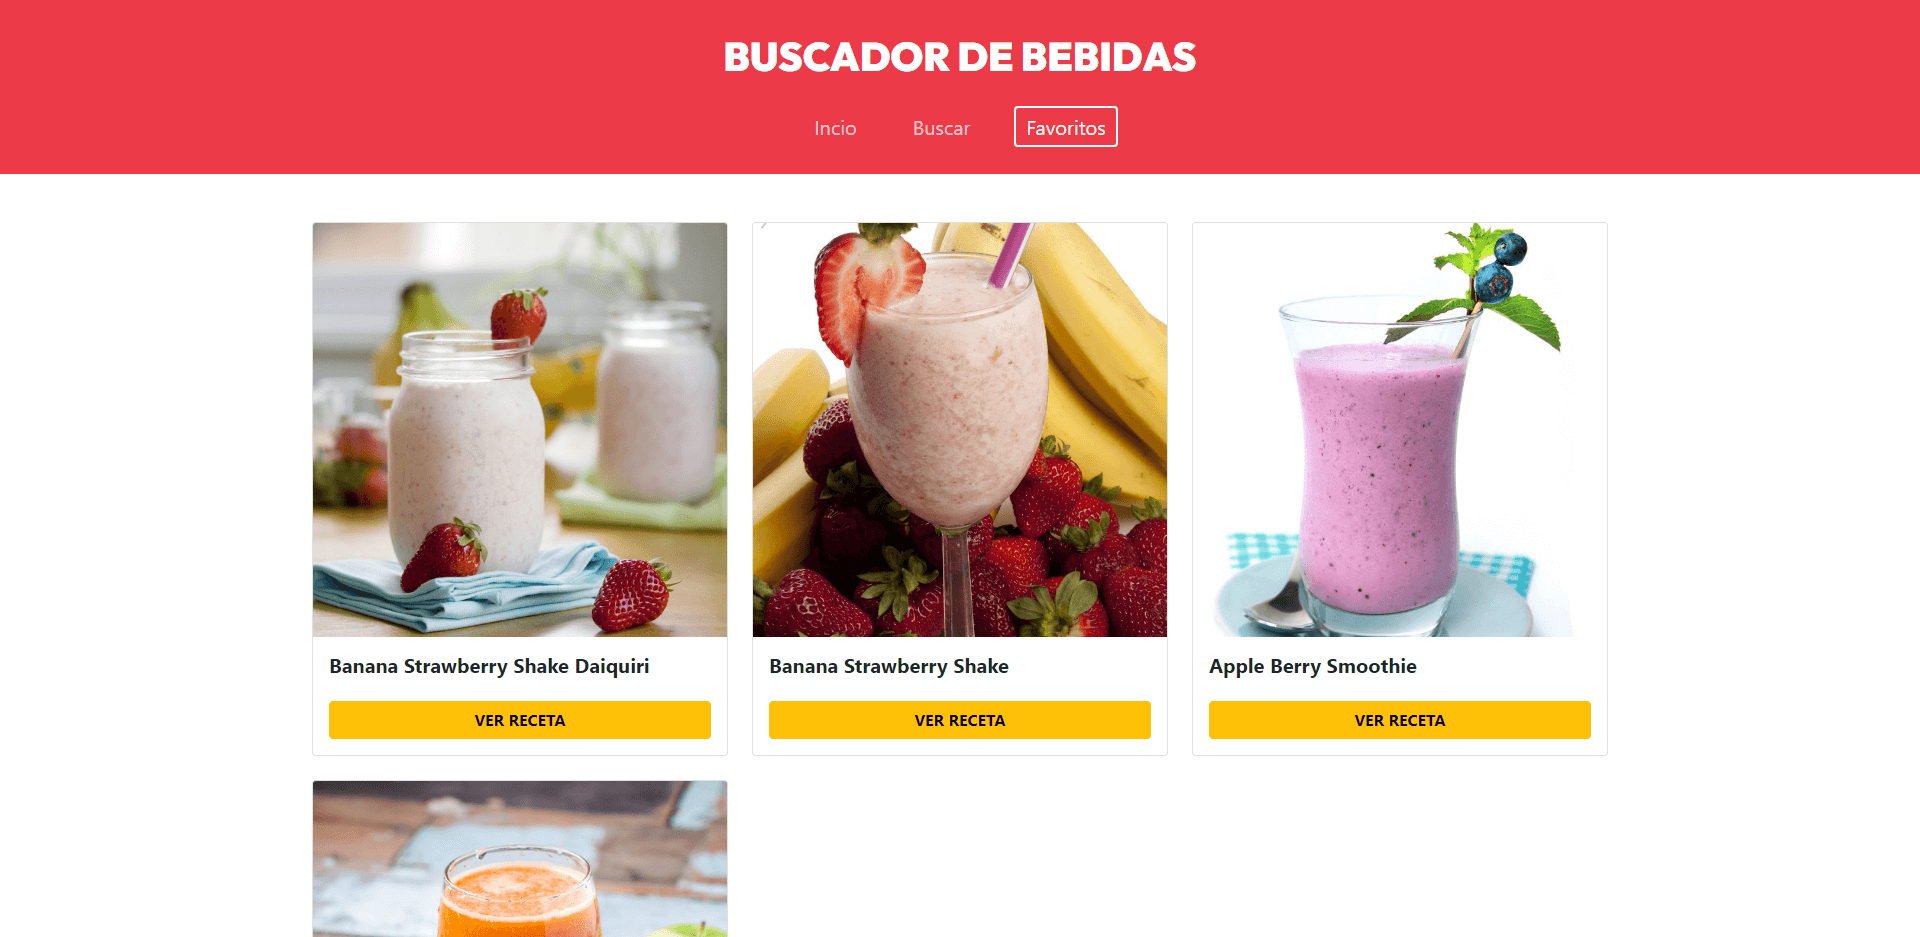 BUSCADOR DE BEBIDAS
Incio
Buscar
Favoritos
Banana Strawberry Shake Daiquiri
VER RECETA
Banana Strawberry Shake
VER RECETA
Apple Berry Smoothie
VER RECETA